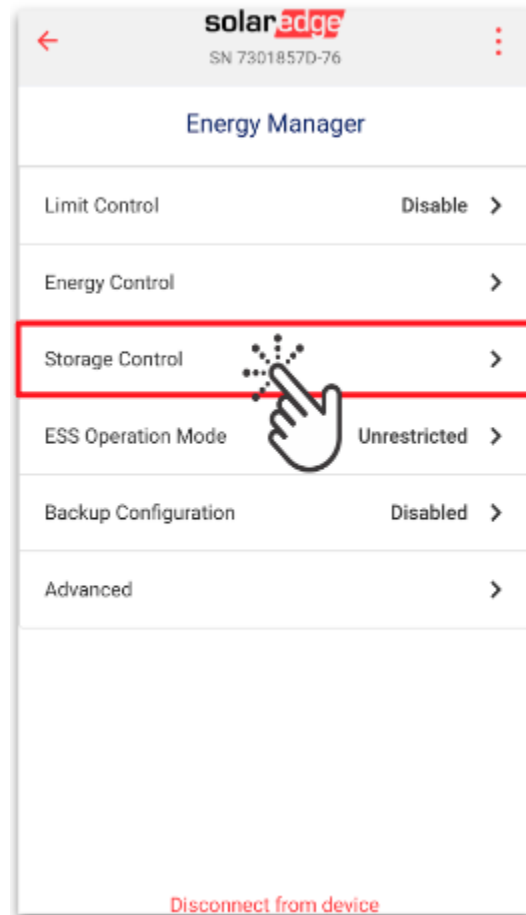 solaredge
SN 7301857D-76
Energy Manager
Limit Control Disable
Energy Control
Storage Control
ESS Operation Mode Unrestricted
Backup Configuration Disabled
Advanced
Disconnect from device